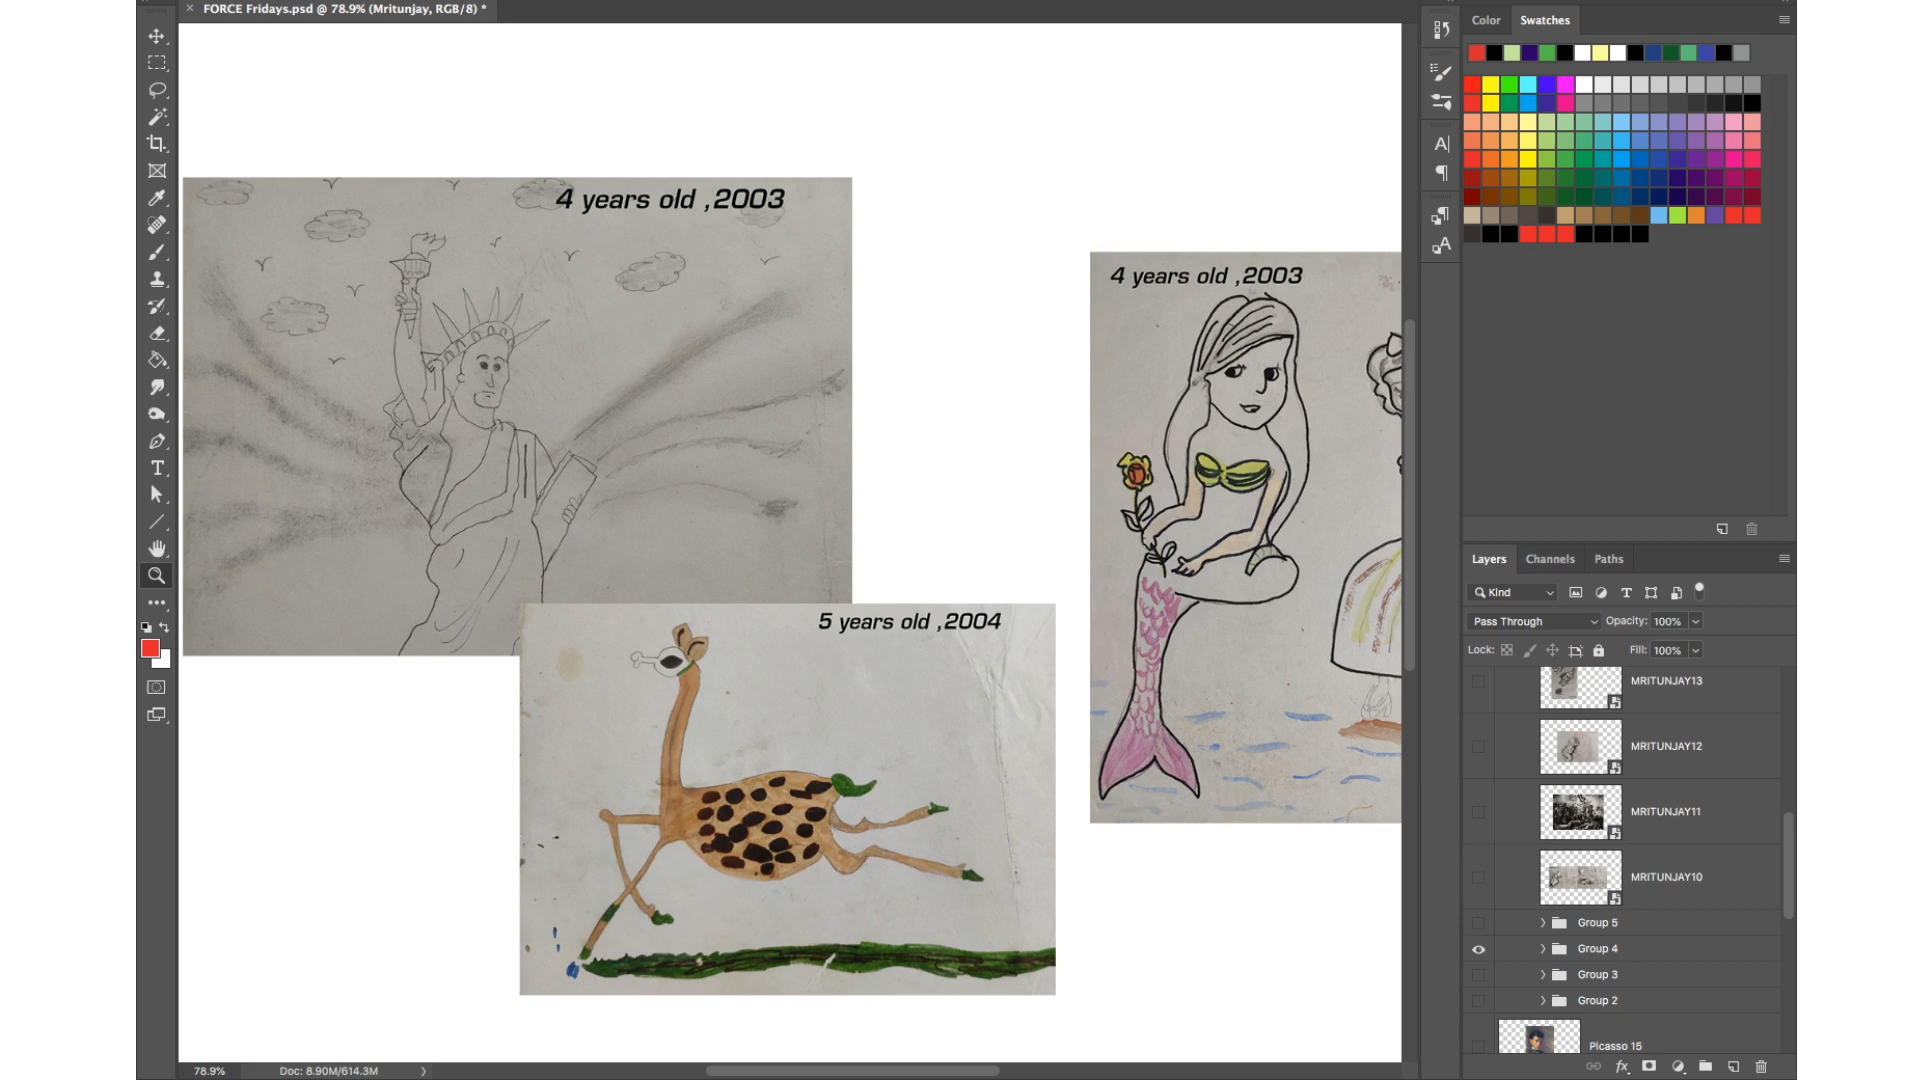 × FORCE Fridays.psd @ 78.9% (Mritunjay, RGB/8) *
Color Swatches
4 years old ,2003
4 years old ,2003
5 years old ,2004
Layers Channels Paths
Kind
Pass Through Opacity: 100%
Lock: Fill: 100%
MRITUNJAY13
MRITUNJAY12
MRITUNJAY11
MRITUNJAY10
Group 5
Group 4
Group 3
Group 2
Picasso 15
78.9% Doc: 8.90M/614.3M